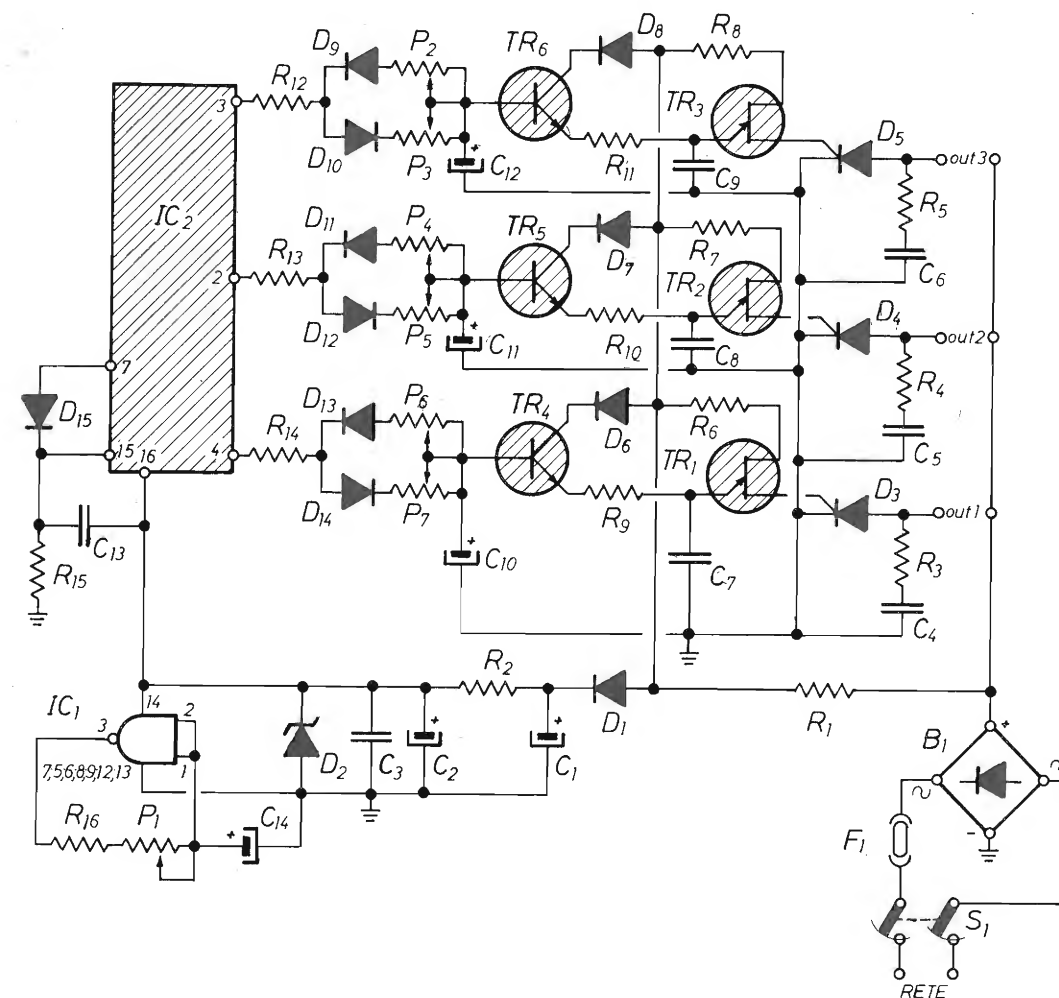 D8
R8
D9
P2
TR6
R12
3
TR3
D5
out3
D10
P3
+
C12
R11
C9
R5
IC2
D11
P4
TR5
D7
R7
C6
R13
2
TR2
D4
out2
D12
P5
+
C11
R10
C8
R4
7
D15
D13
P6
TR4
D6
R6
C5
15
16
4
R14
TR1
D3
out1
D14
P7
R9
R3
C13
+
C10
C7
C4
R15
R2
D1
R1
IC1
3
14
2
+
+
+
B1
7,5,6,8,9,12,13
1
D2
C3
C2
C1
~
~
R16
P1
+
C14
-
F1
S1
RETE